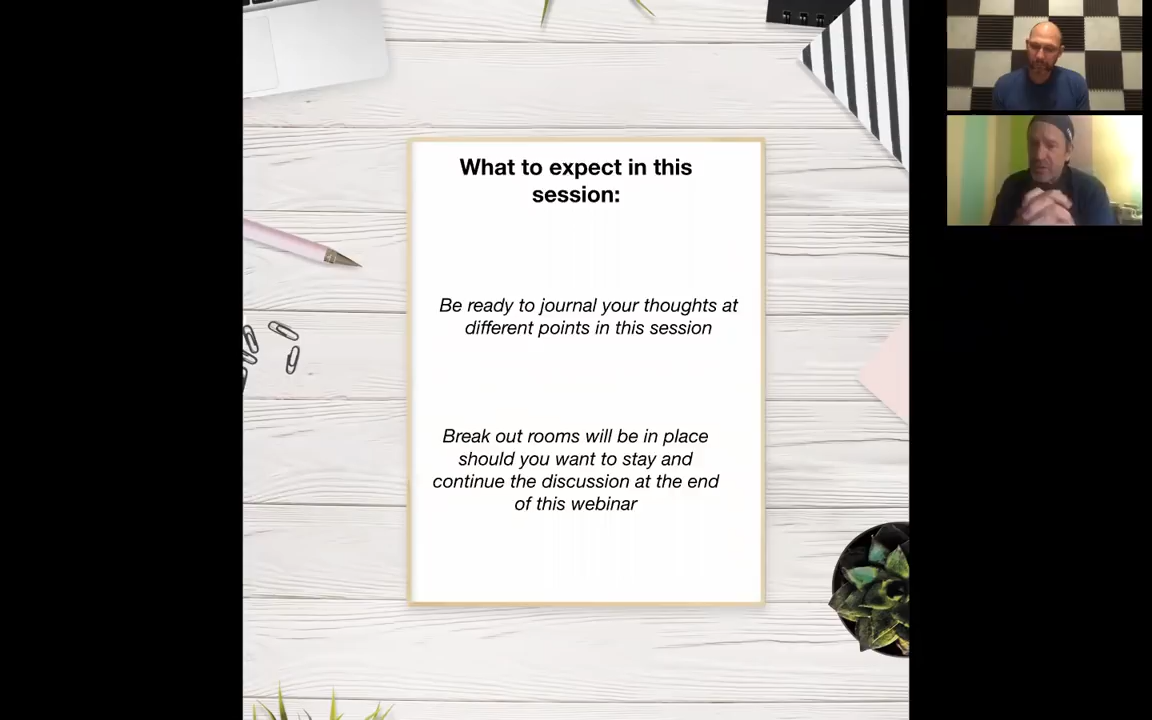 What to expect in this
session:
Be ready to journal your thoughts at
different points in this session
Break out rooms will be in place
should you want to stay and
continue the discussion at the end
of this webinar